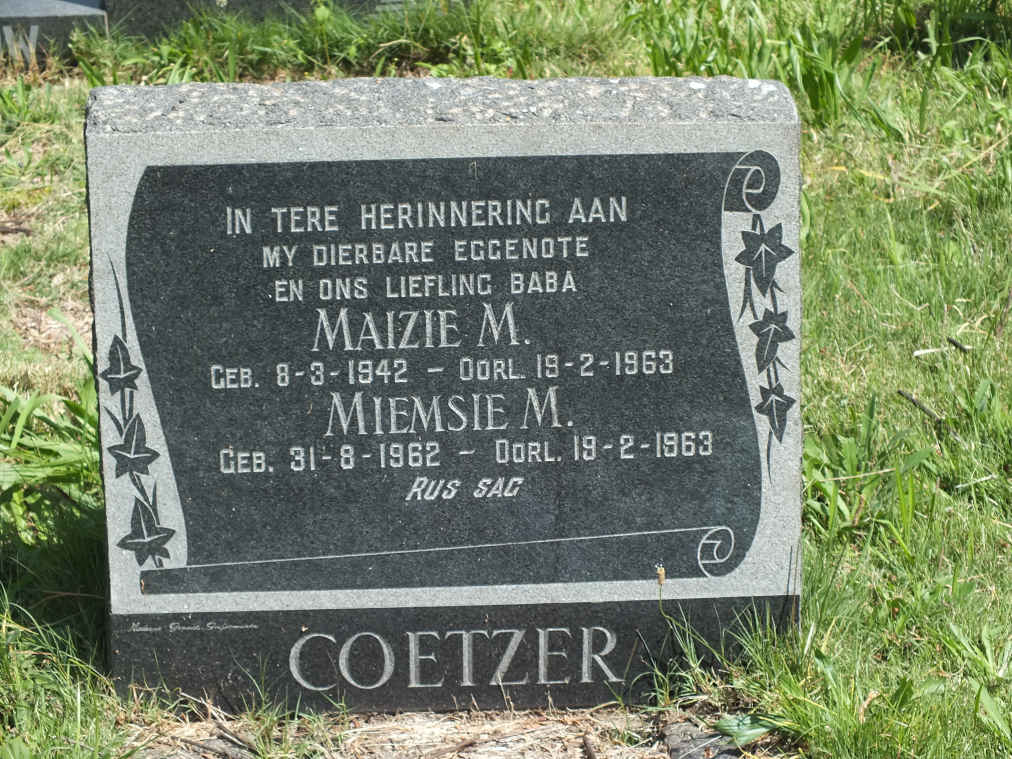 W
IN TERE HERINNERING AAN
MY DIERBARE EGGENOTE
EN ONS LIEFLING BABA
MAIZIE M.
GEB. 8-3-1942 - OORL. 19-2-1963
MIEMSIE M.
GEB. 31-8-1962 - OORL. 19-2-1963
RUS SAG
COETZER